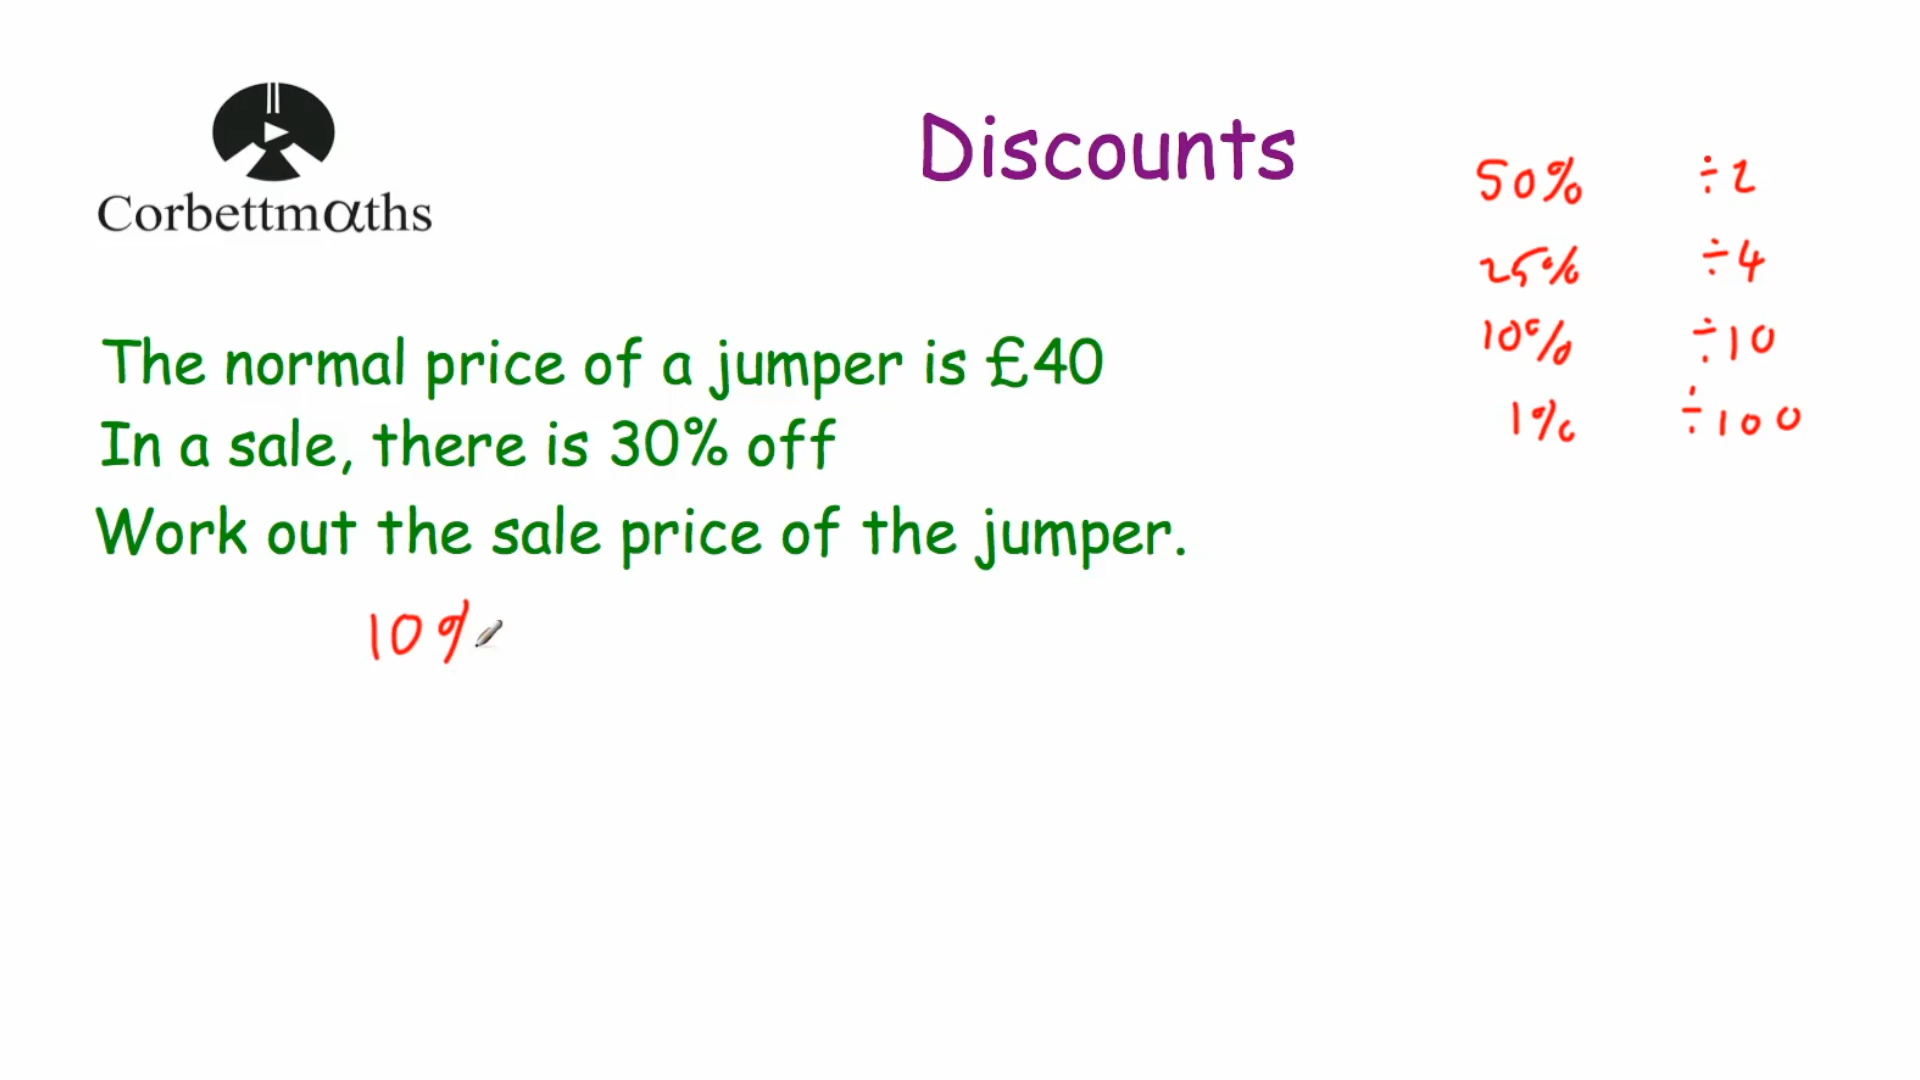 Corbettmαths
Discounts
50% ÷2
25% ÷4
10% ÷10
1% ÷100
The normal price of a jumper is £40
In a sale, there is 30% off
Work out the sale price of the jumper.
10%